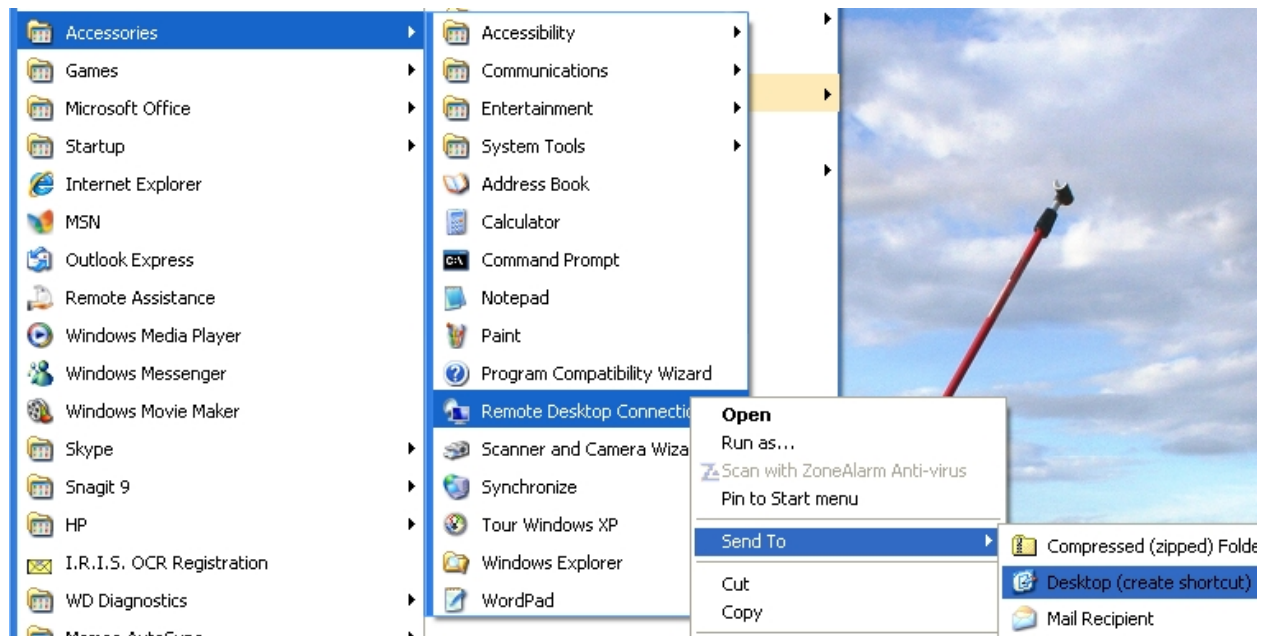 Accessories
Games
Microsoft Office
Startup
Internet Explorer
MSN
Outlook Express
Remote Assistance
Windows Media Player
Windows Messenger
Windows Movie Maker
Skype
Snagit 9
HP
I.R.I.S. OCR Registration
WD Diagnostics
Accessibility
Communications
Entertainment
System Tools
Address Book
Calculator
Command Prompt
Notepad
Paint
Program Compatibility Wizard
Remote Desktop Connectio
Scanner and Camera Wiza
Synchronize
Tour Windows XP
Windows Explorer
WordPad
Open
Run as...
Scan with ZoneAlarm Anti-virus
Pin to Start menu
Send To
Cut
Copy
Compressed (zipped) Folde
Desktop (create shortcut)
Mail Recipient